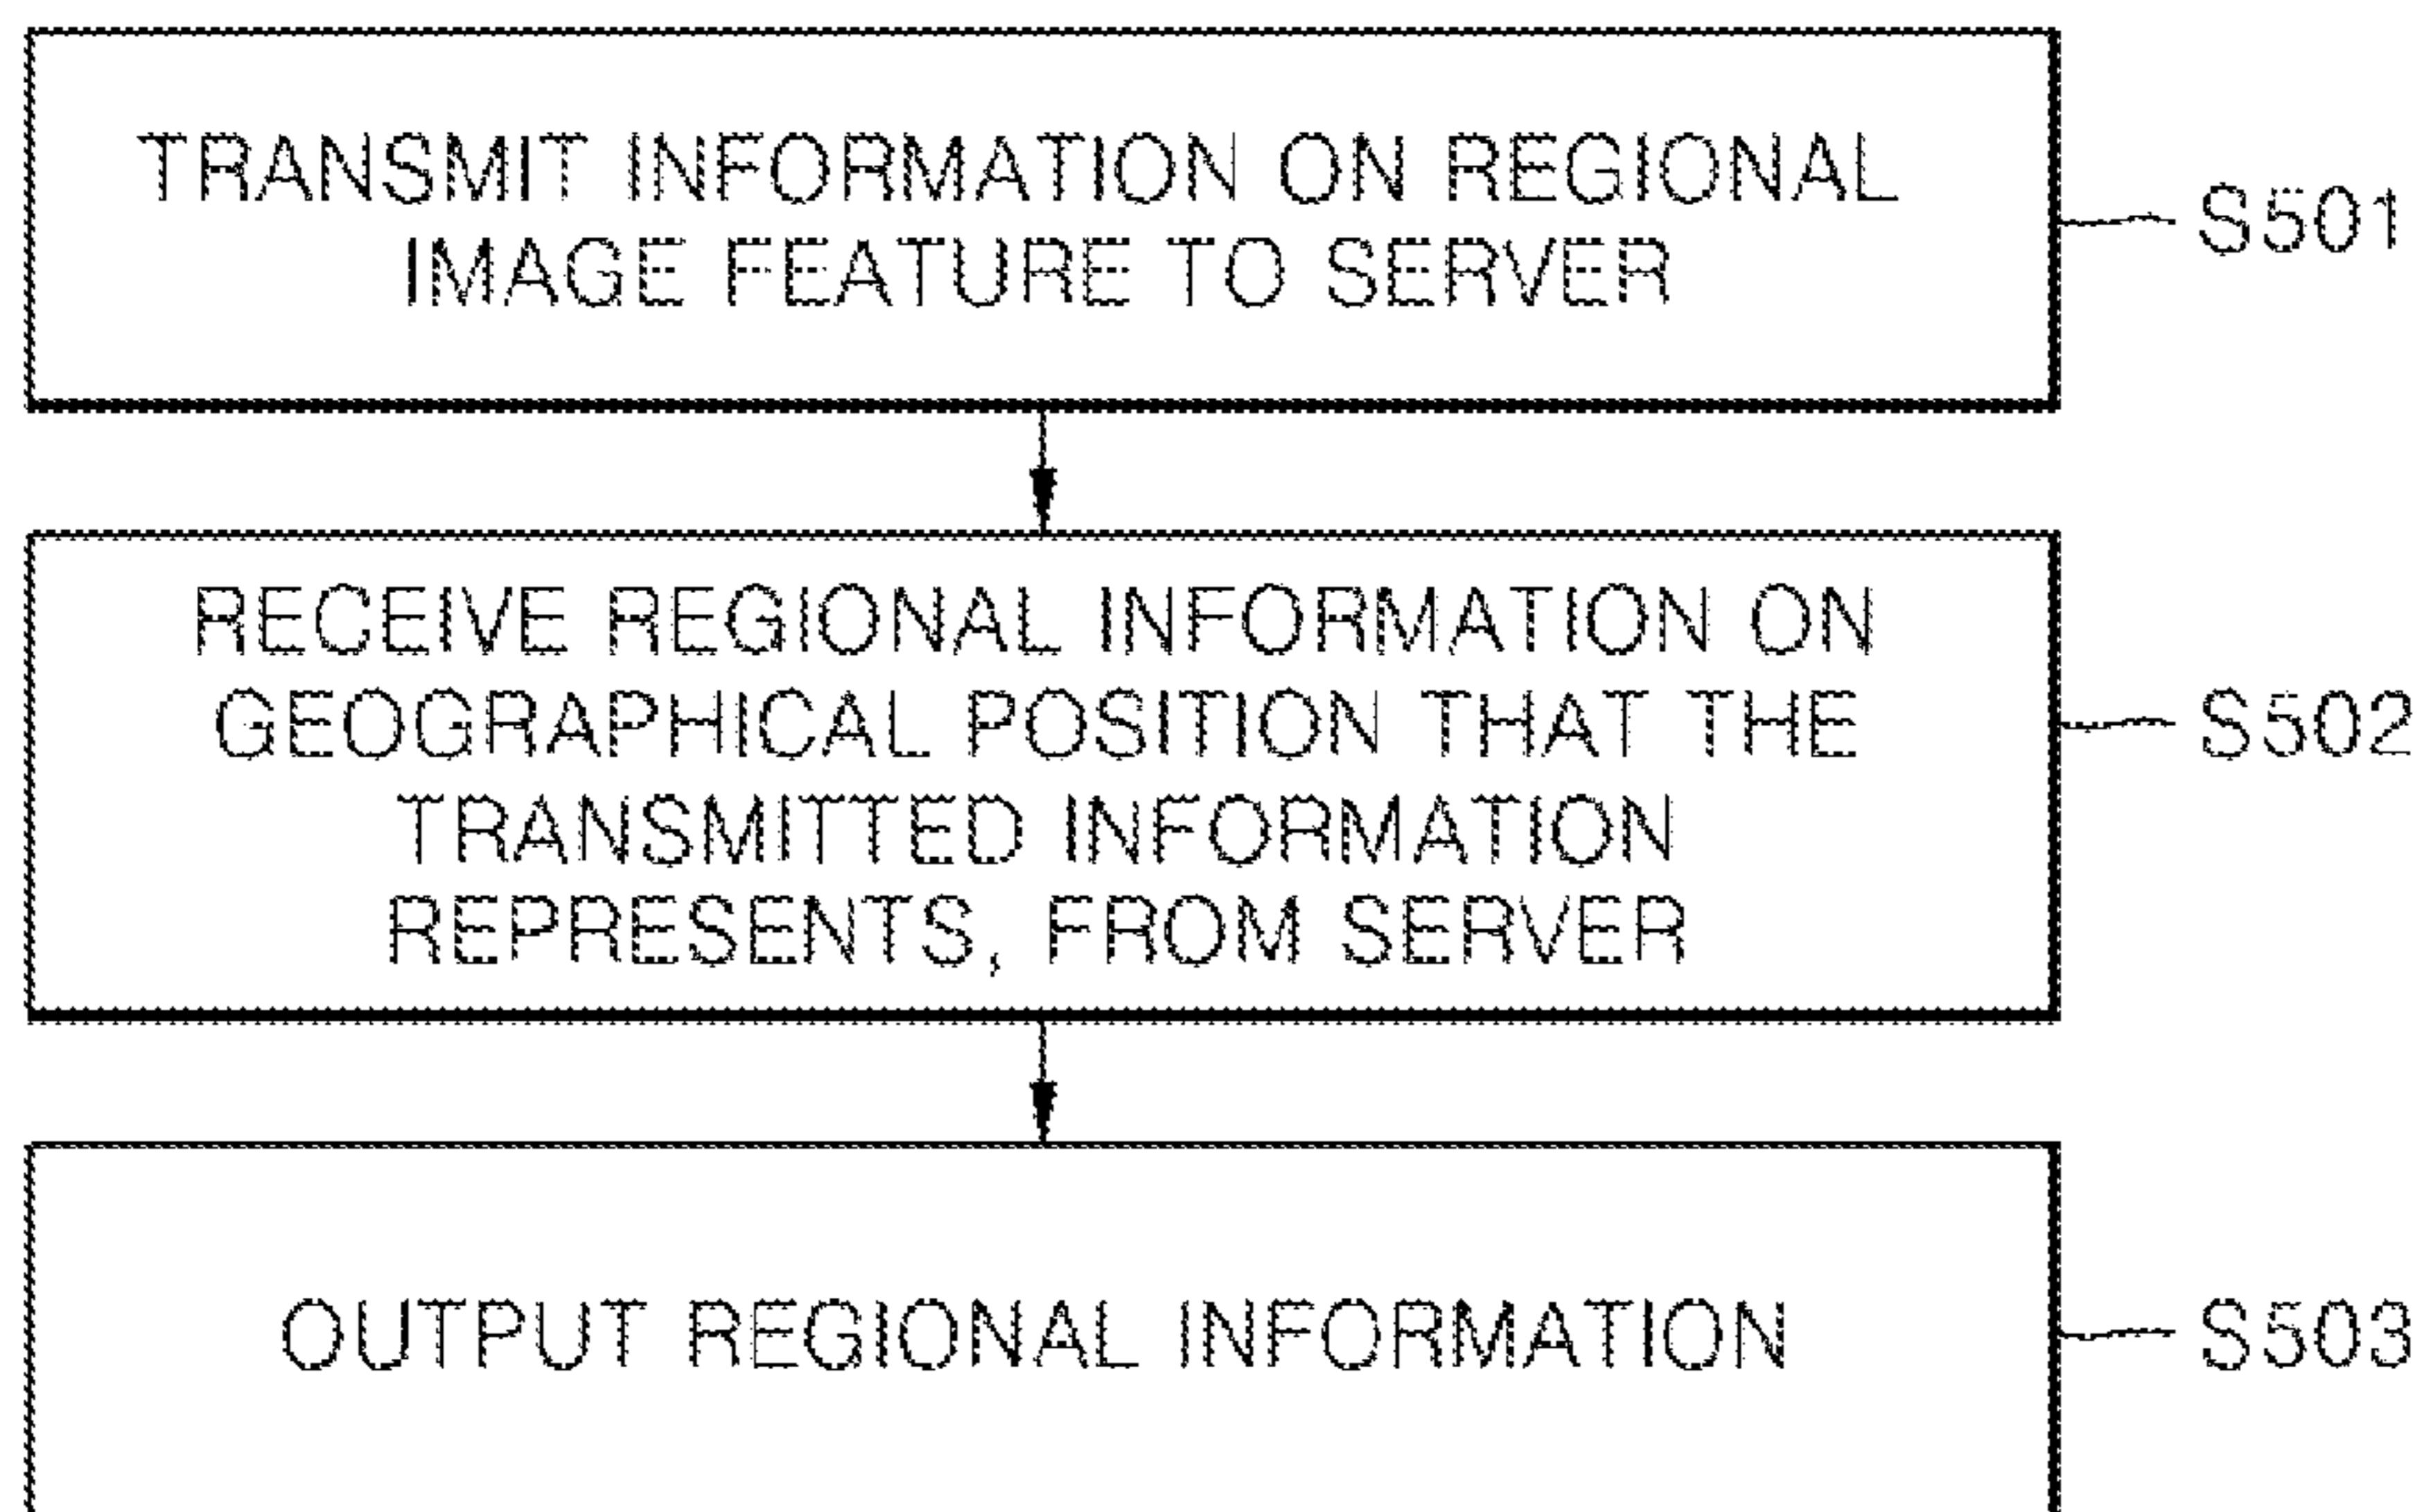 TRANSMIT INFORMATION ON REGIONAL
IMAGE FEATURE TO SERVER
S501
RECEIVE REGIONAL INFORMATION ON
GEOGRAPHICAL POSITION THAT THE
TRANSMITTED INFORMATION
REPRESENTS, FROM SERVER
S502
OUTPUT REGIONAL INFORMATION
S503